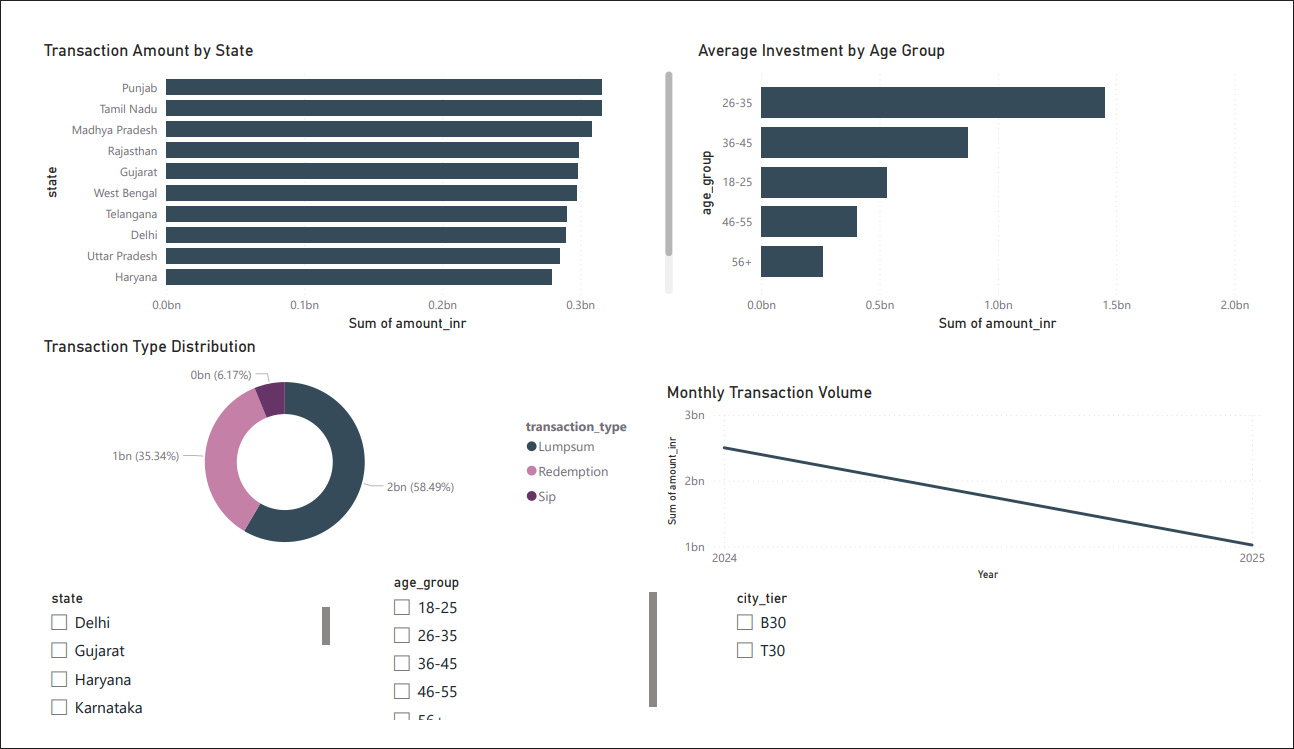 Transaction Amount by State
Punjab
Tamil Nadu
Madhya Pradesh
Rajasthan
Gujarat
West Bengal
Telangana
Delhi
Uttar Pradesh
Haryana
state
0.0bn 0.1bn 0.2bn 0.3bn
Sum of amount_inr
Average Investment by Age Group
26-35
36-45
18-25
46-55
56+
age_group
0.0bn 0.5bn 1.0bn 1.5bn 2.0bn
Sum of amount_inr
Transaction Type Distribution
0bn (6.17%)
1bn (35.34%)
2bn (58.49%)
transaction_type
Lumpsum
Redemption
Sip
Monthly Transaction Volume
3bn
2bn
1bn
Sum of amount_inr
2024 2025
Year
state
Delhi
Gujarat
Haryana
Karnataka
age_group
18-25
26-35
36-45
46-55
56+
city_tier
B30
T30